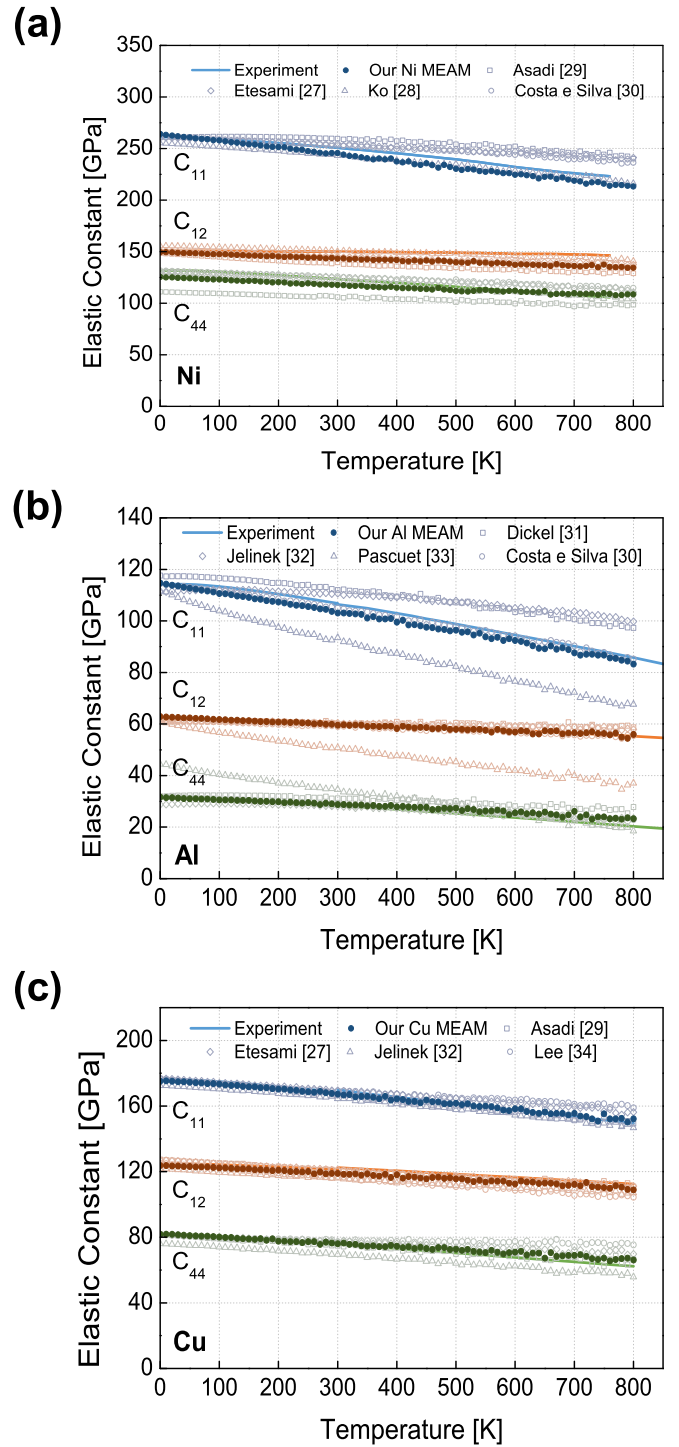 (a)
350
300
250
200
150
100
50
0
Elastic Constant [GPa]
Experiment Our Ni MEAM Asadi [29]
Etesami [27] Ko [28] Costa e Silva [30]
C11
C12
C44
Ni
0 100 200 300 400 500 600 700 800
Temperature [K]
(b)
140
120
100
80
60
40
20
0
Elastic Constant [GPa]
Experiment Our Al MEAM Dickel [31]
Jelinek [32] Pascuet [33] Costa e Silva [30]
C11
C12
C44
Al
0 100 200 300 400 500 600 700 800
Temperature [K]
(c)
200
160
120
80
40
0
Elastic Constant [GPa]
Experiment Our Cu MEAM Asadi [29]
Etesami [27] Jelinek [32] Lee [34]
C11
C12
C44
Cu
0 100 200 300 400 500 600 700 800
Temperature [K]